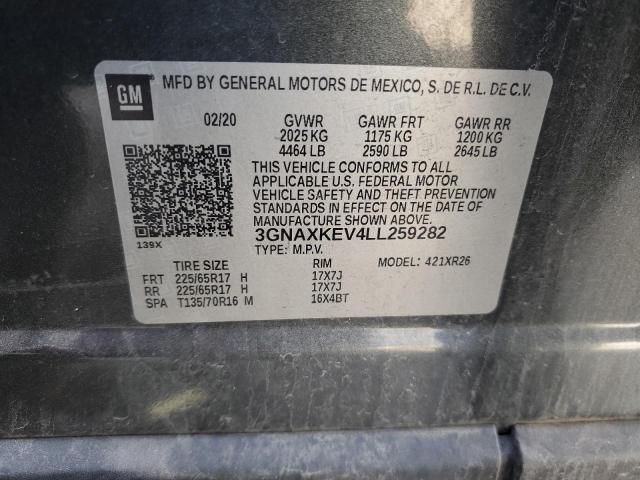 GM
MFD BY GENERAL MOTORS DE MEXICO, S. DE R.L. DE C.V.
02/20 GVWR GAWR FRT GAWR RR
2025 KG 1175 KG 1200 KG
4464 LB 2590 LB 2645 LB
THIS VEHICLE CONFORMS TO ALL
APPLICABLE U.S. FEDERAL MOTOR
VEHICLE SAFETY AND THEFT PREVENTION
STANDARDS IN EFFECT ON THE DATE OF
MANUFACTURE SHOWN ABOVE.
139X 3GNAXKEV4LL259282
TYPE: M.P.V. MODEL: 421XR26
TIRE SIZE RIM
FRT 225/65R17 H 17X7J
RR 225/65R17 H 17X7J
SPA T135/70R16 M 16X4BT